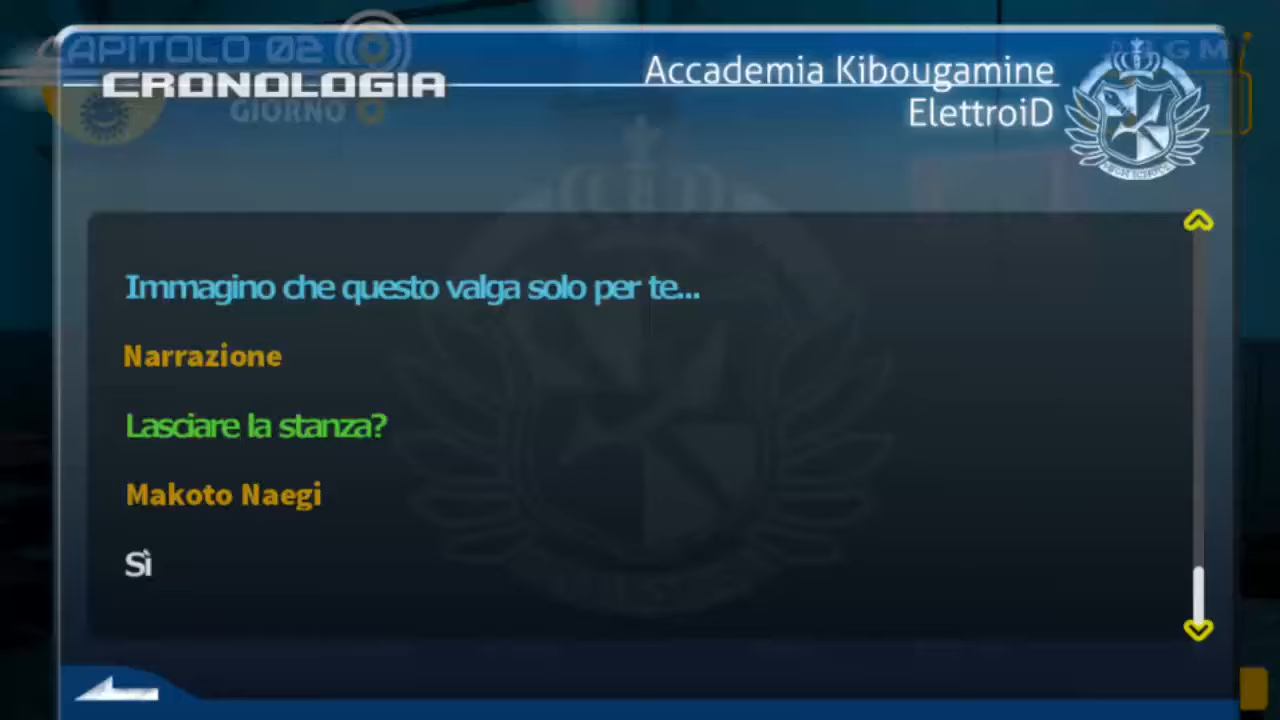 CAPITOLO 02
CRONOLOGIA
GIORNO
Accademia Kibougamine
ElettroiD
Immagino che questo valga solo per te...
Narrazione
Lasciare la stanza?
Makoto Naegi
Sì